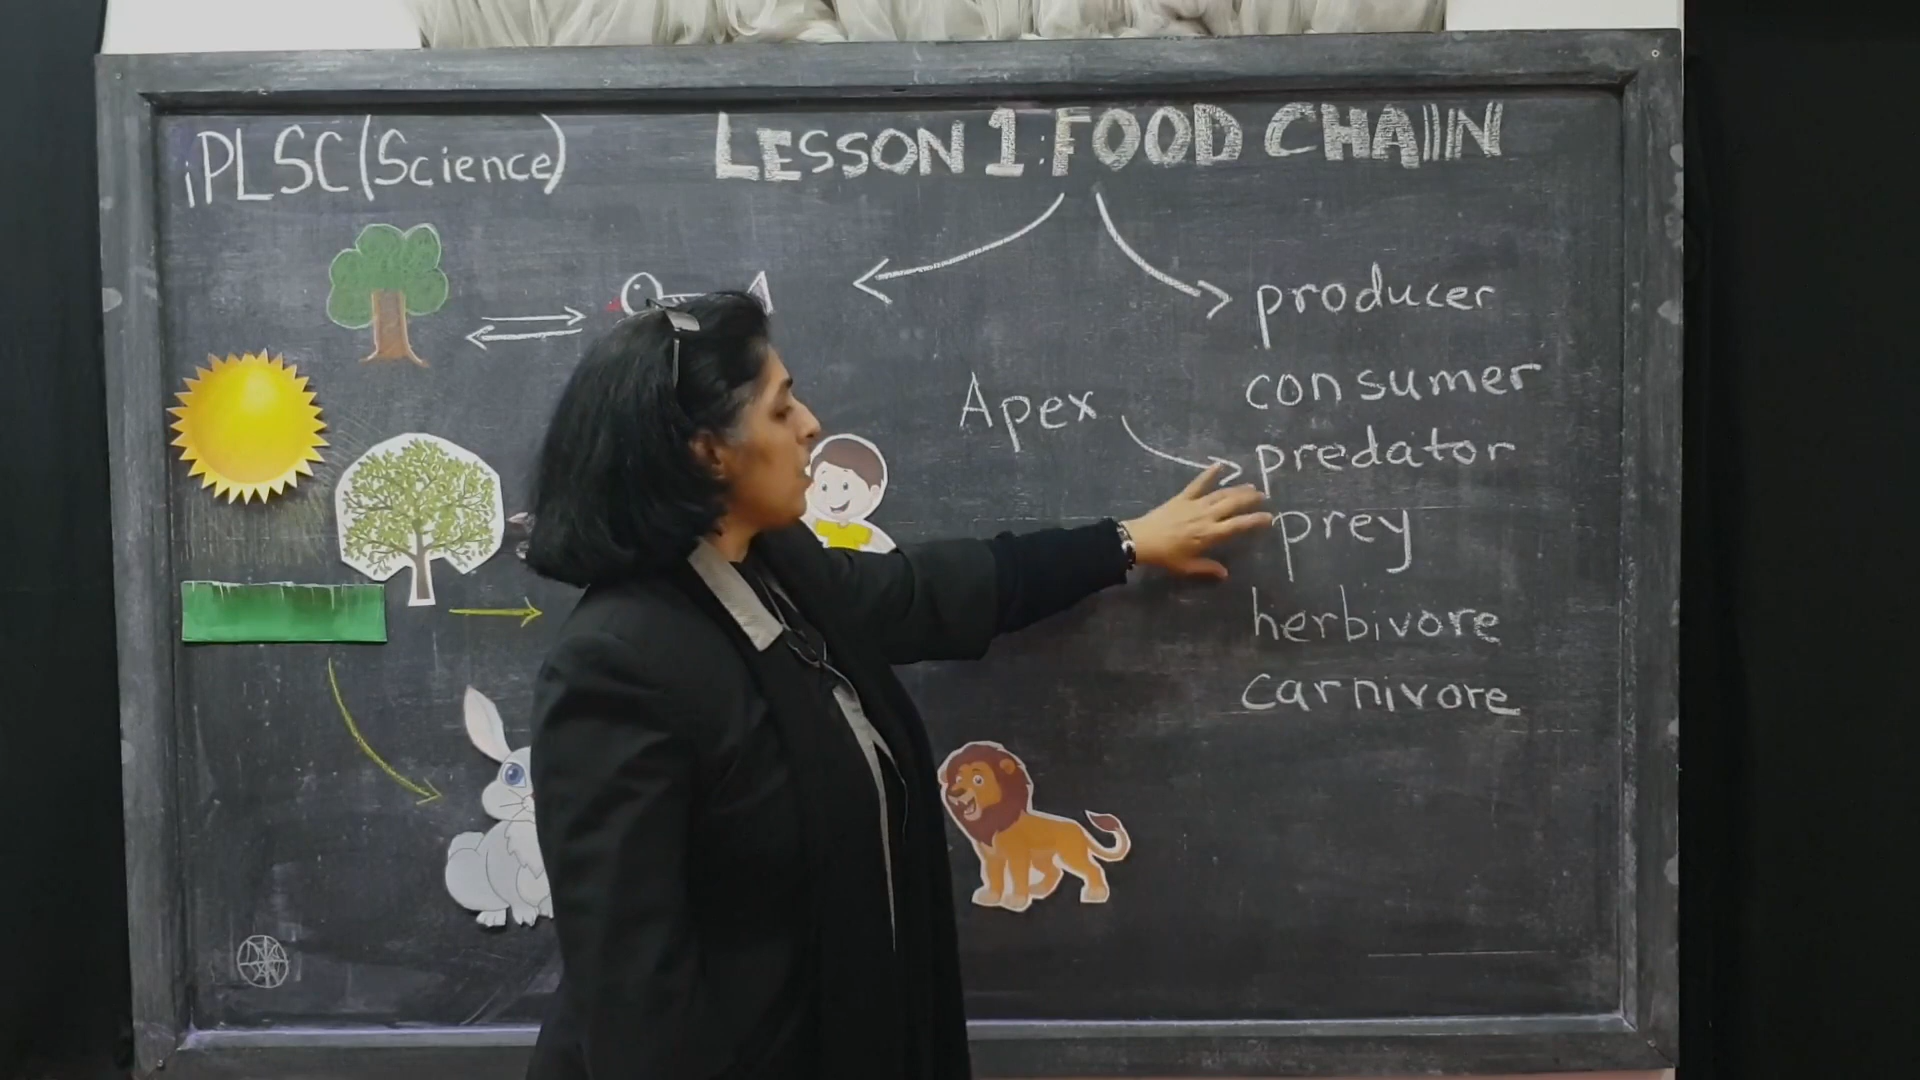 iPLSC(Science)
LESSON 1: FOOD CHAIN
producer
consumer
Apex
predator
prey
herbivore
carnivore